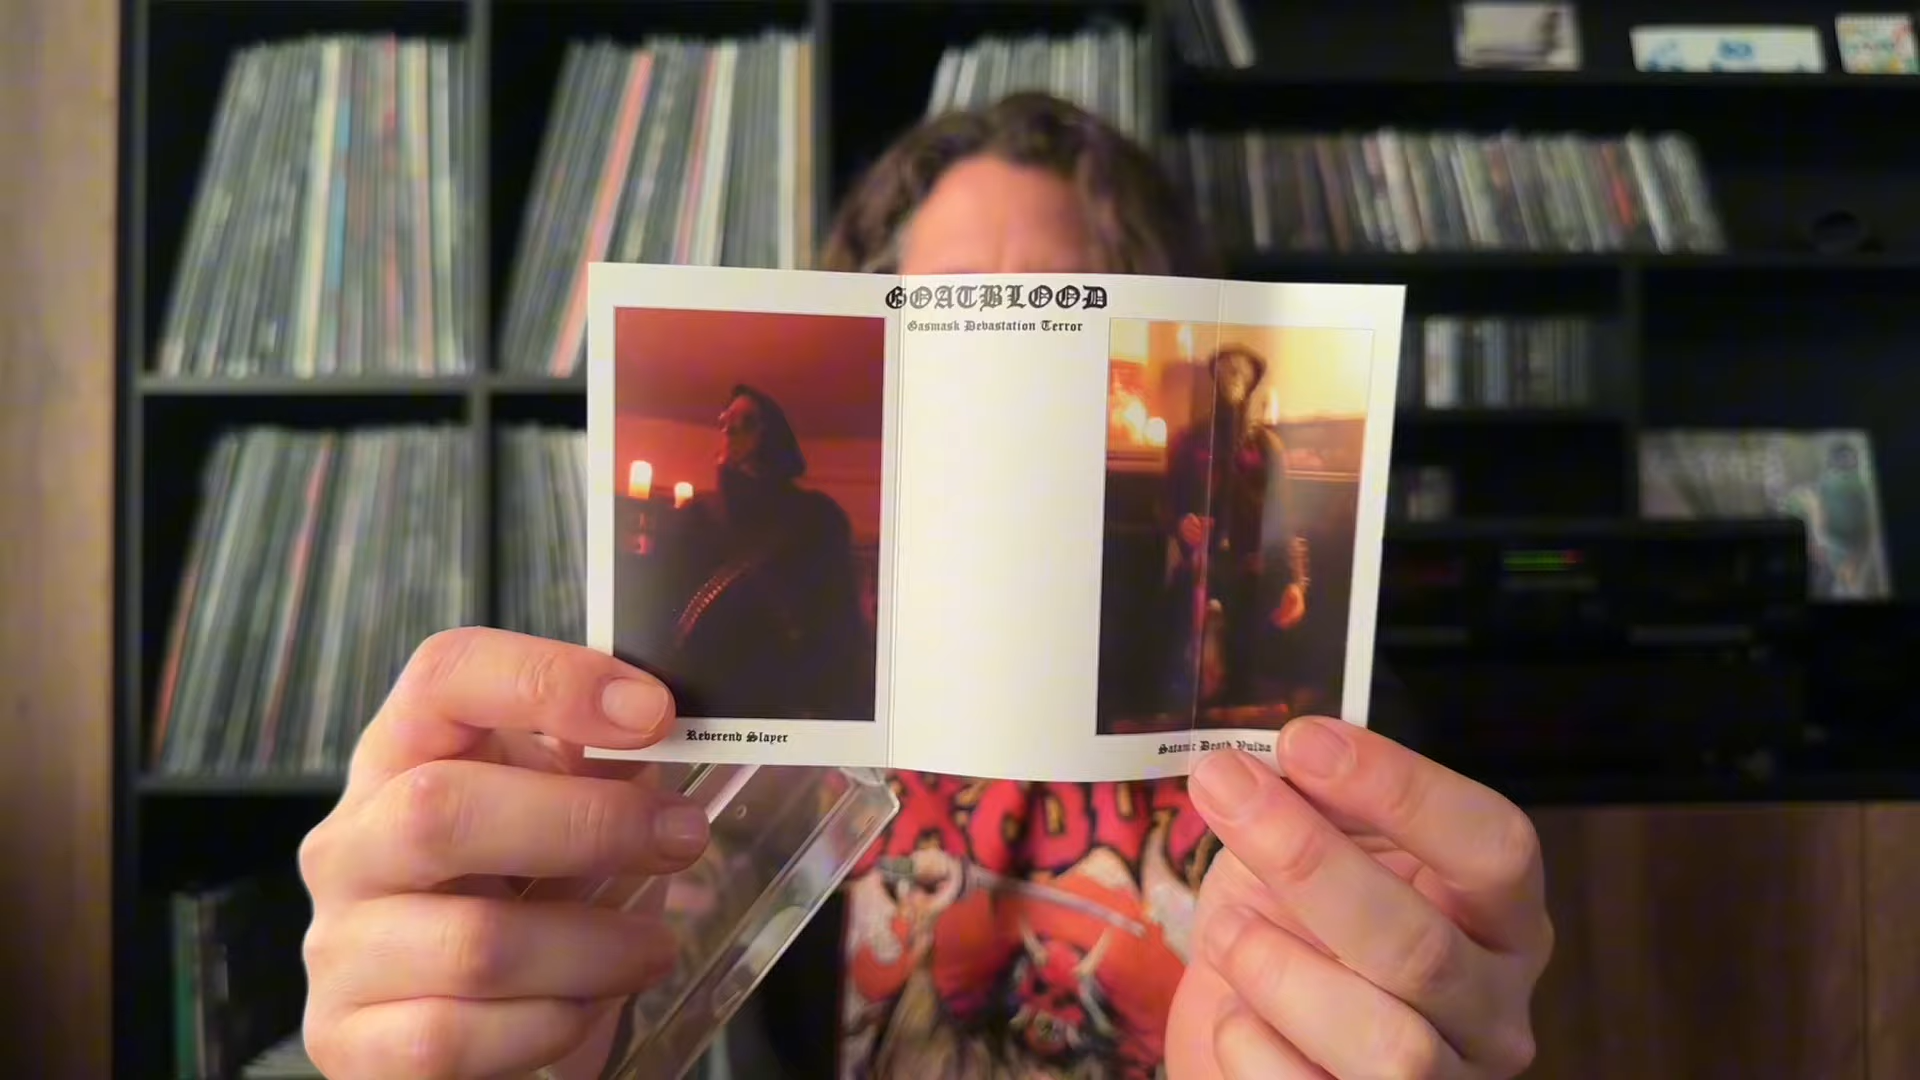 GOATBLOOD
Gasmask Devastation Terror
Reverend Slayer
Satanic Death Vulva